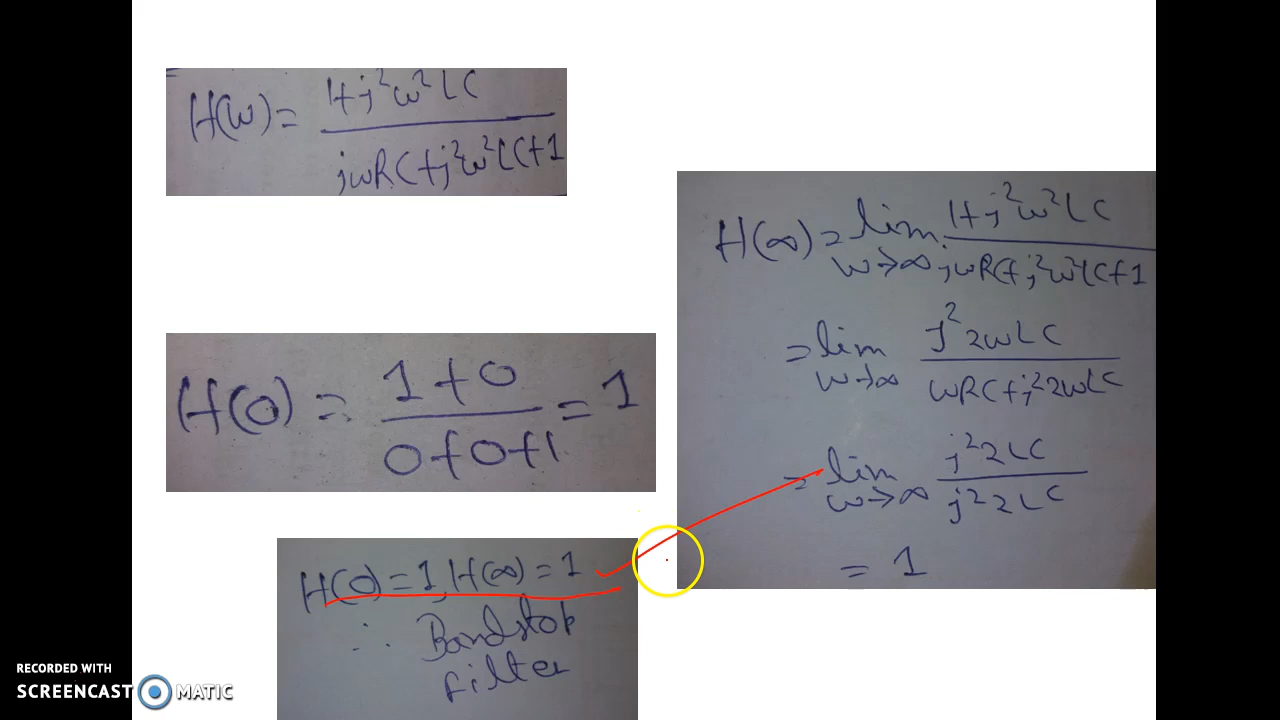 H(ω) = 1+j²ω²LC
jωRC+j²ω²LC+1
H(0) = 1+0 = 1
0+0+1
H(0)=1, H(∞)=1
∴ Bandstop
filter
H(∞) = lim 1+j²ω²LC
ω→∞ jωRC+j²ω²LC+1
= lim J²2ωLC
ω→∞ ωRC+j²2ωLC
= lim j²2LC
ω→∞ j²2LC
= 1
RECORDED WITH
SCREENCAST MATIC